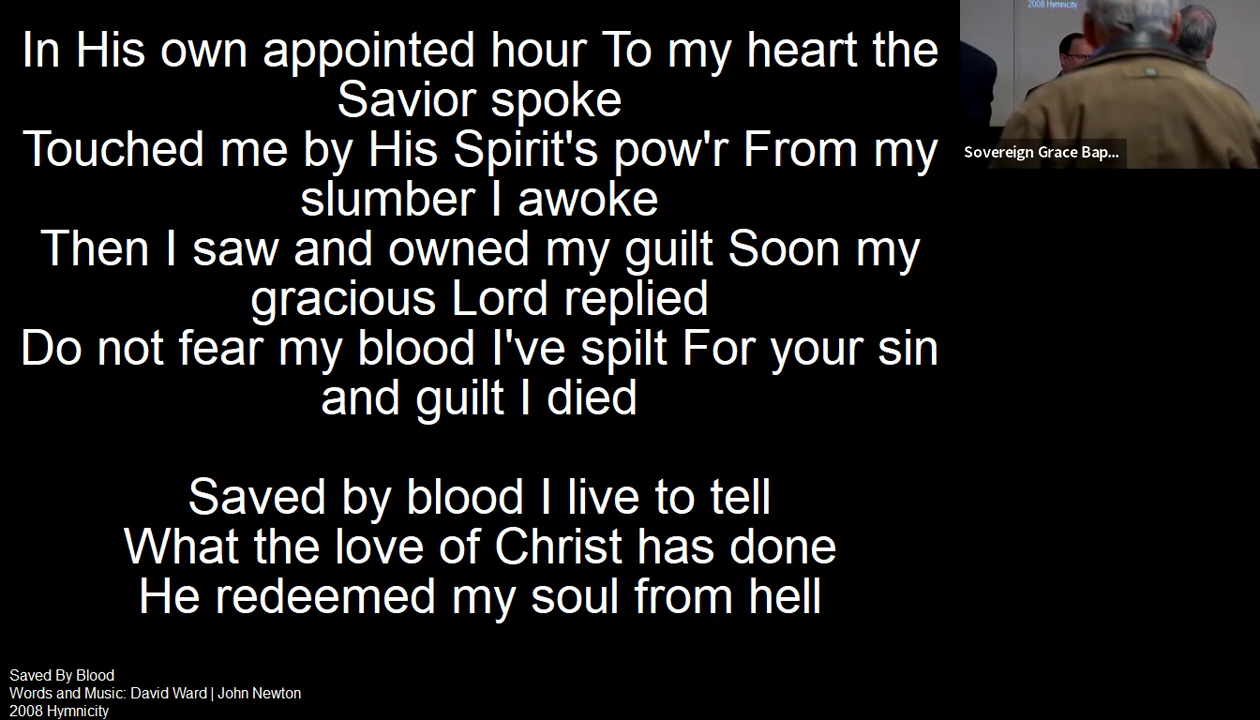 In His own appointed hour To my heart the
Savior spoke
Touched me by His Spirit's pow'r From my
slumber I awoke
Then I saw and owned my guilt Soon my
gracious Lord replied
Do not fear my blood I've spilt For your sin
and guilt I died
Saved by blood I live to tell
What the love of Christ has done
He redeemed my soul from hell
Saved By Blood
Words and Music: David Ward | John Newton
2008 Hymnicity
2008 Hymnicity
Sovereign Grace Bap...